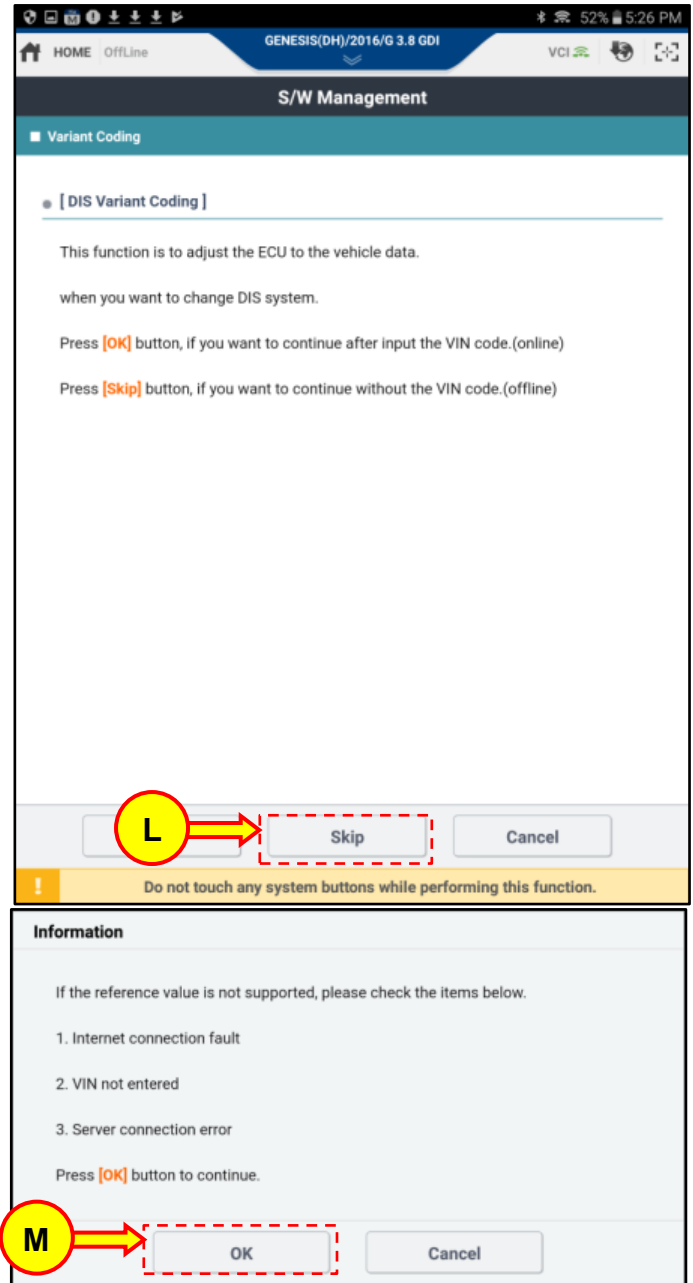 52% 5:26 PM
HOME OffLine
GENESIS(DH)/2016/G 3.8 GDI
VCI
S/W Management
Variant Coding
[ DIS Variant Coding ]
This function is to adjust the ECU to the vehicle data.
when you want to change DIS system.
Press [OK] button, if you want to continue after input the VIN code.(online)
Press [Skip] button, if you want to continue without the VIN code.(offline)
L
Skip
Cancel
! Do not touch any system buttons while performing this function.
Information
If the reference value is not supported, please check the items below.
1. Internet connection fault
2. VIN not entered
3. Server connection error
Press [OK] button to continue.
M
OK
Cancel